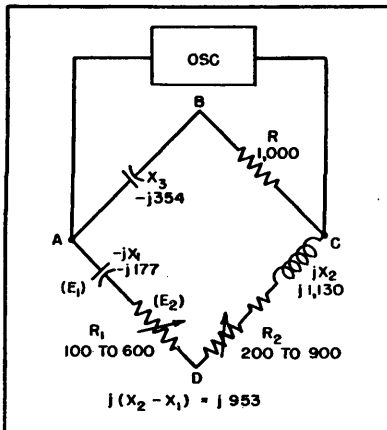 OSC
B
R
1,000
X3
-j354
A
C
-jX1
-j177
(E1)
jX2
j1,130
(E2)
R1
100 TO 600
R2
200 TO 900
D
j(X2 - X1) = j953